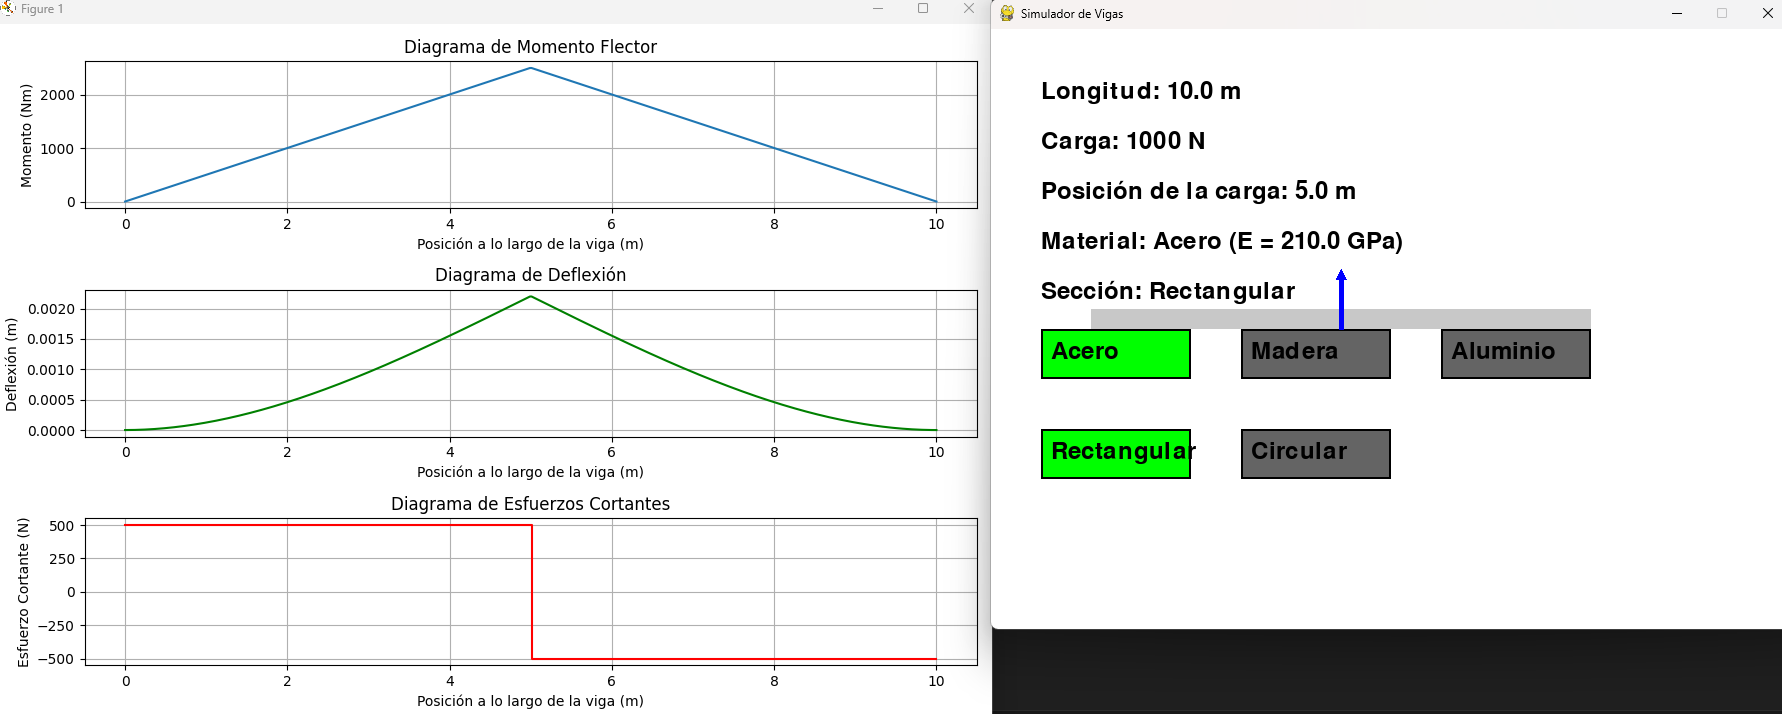 Figure 1
Diagrama de Momento Flector
Momento (Nm)
2000
1000
0
0 2 4 6 8 10
Posición a lo largo de la viga (m)
Diagrama de Deflexión
Deflexión (m)
0.0020
0.0015
0.0010
0.0005
0.0000
0 2 4 6 8 10
Posición a lo largo de la viga (m)
Diagrama de Esfuerzos Cortantes
Esfuerzo Cortante (N)
500
250
0
−250
−500
0 2 4 6 8 10
Posición a lo largo de la viga (m)
Simulador de Vigas
Longitud: 10.0 m
Carga: 1000 N
Posición de la carga: 5.0 m
Material: Acero (E = 210.0 GPa)
Sección: Rectangular
Acero Madera Aluminio
Rectangular Circular